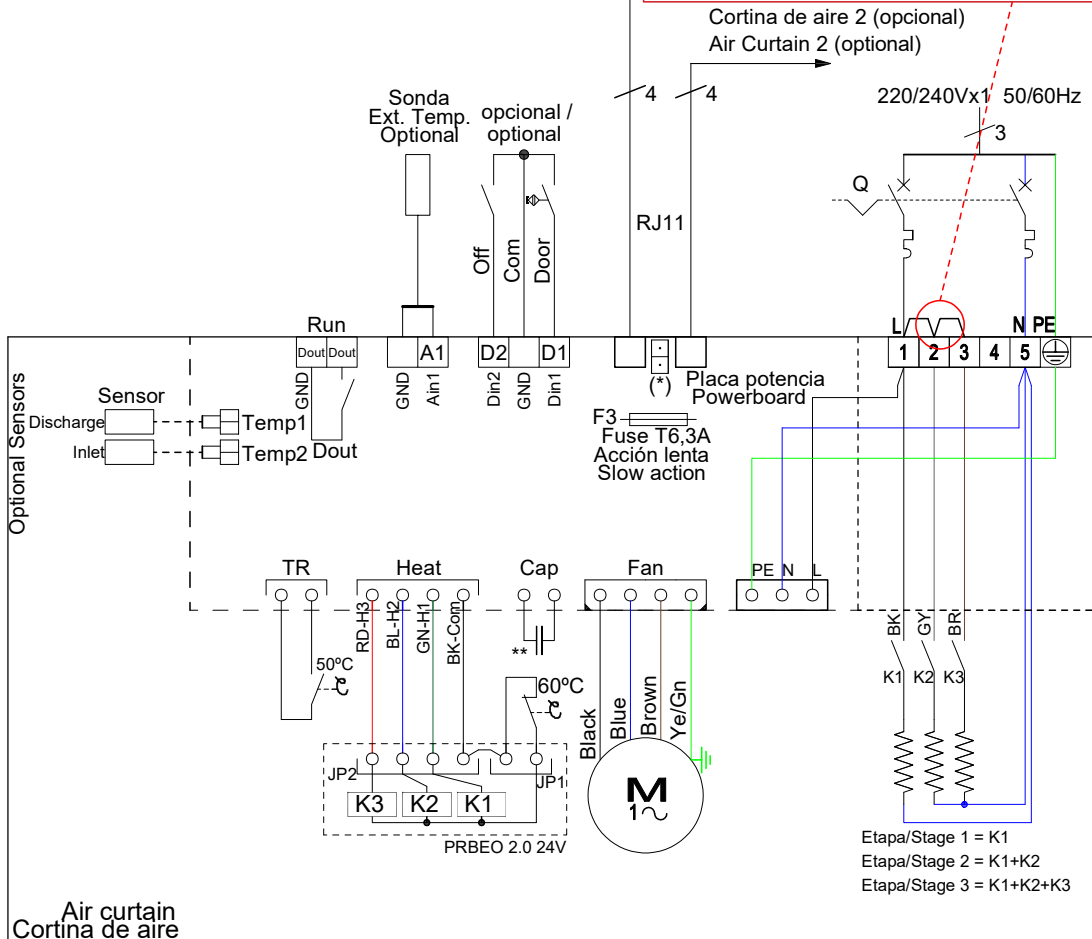 Cortina de aire 2 (opcional)
Air Curtain 2 (optional)
Sonda
Ext. Temp.
Optional
opcional /
optional
4
4
220/240Vx1 50/60Hz
3
Q
RJ11
Off
Com
Door
Run
L
N PE
Dout
Dout
A1
D2
D1
1
2
3
4
5
GND
GND
Ain1
Din2
GND
Din1
(*)
Placa potencia
Powerboard
F3
Fuse T6,3A
Acción lenta
Slow action
Optional Sensors
Sensor
Discharge
Temp1
Inlet
Temp2
Dout
TR
Heat
Cap
Fan
PE
N
L
RD-H3
BL-H2
GN-H1
BK-Com
**
50ºC
60ºC
Black
Blue
Brown
Ye/Gn
BK
GY
BR
K1
K2
K3
JP2
JP1
K3
K2
K1
M
1
PRBEO 2.0 24V
Etapa/Stage 1 = K1
Etapa/Stage 2 = K1+K2
Etapa/Stage 3 = K1+K2+K3
Air curtain
Cortina de aire